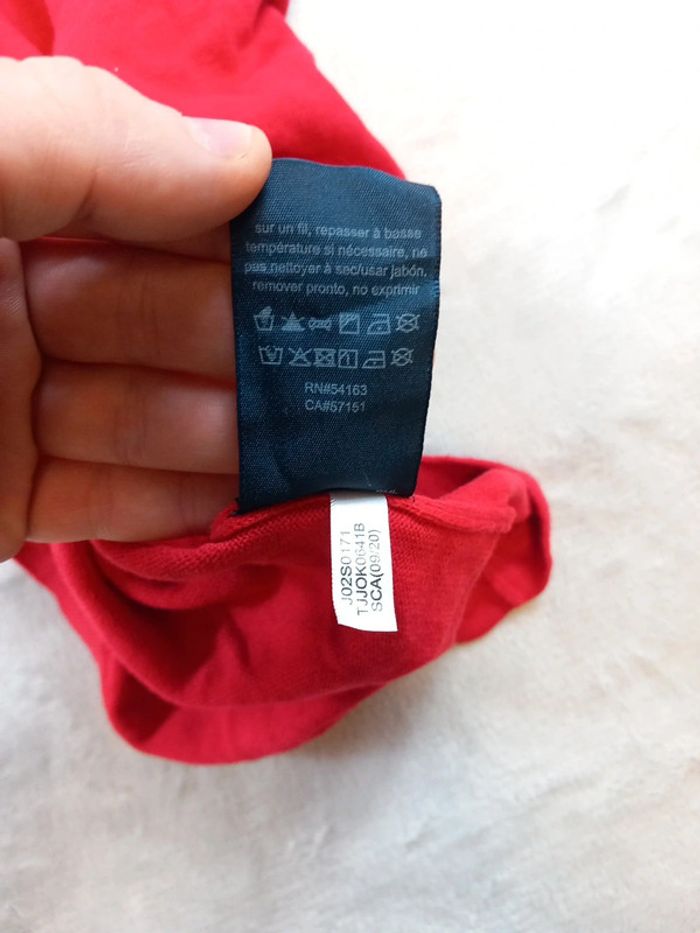 sur un fil, repasser à basse
température si nécessaire, ne
pas nettoyer à sec/usar jabón,
remover pronto, no exprimir
RN#54163
CA#57151
J02S0171
TJJOK0641B
SCA(09/20)